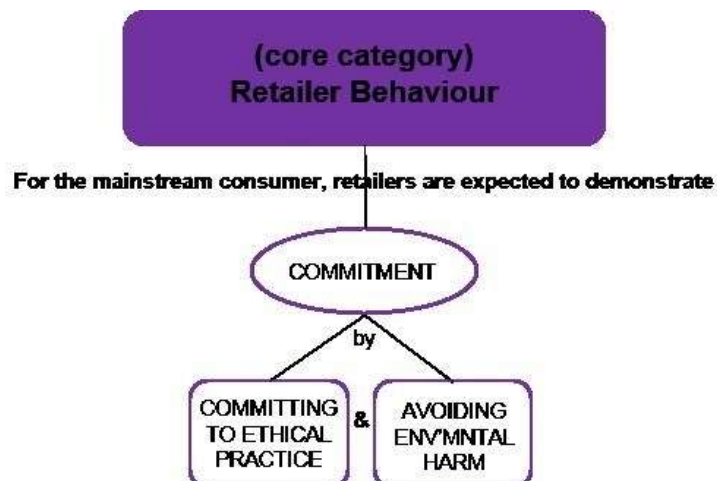 (core category)
Retailer Behaviour
For the mainstream consumer, retailers are expected to demonstrate
COMMITMENT
by
COMMITTING
TO ETHICAL
PRACTICE
&
AVOIDING
ENV'MNTAL
HARM